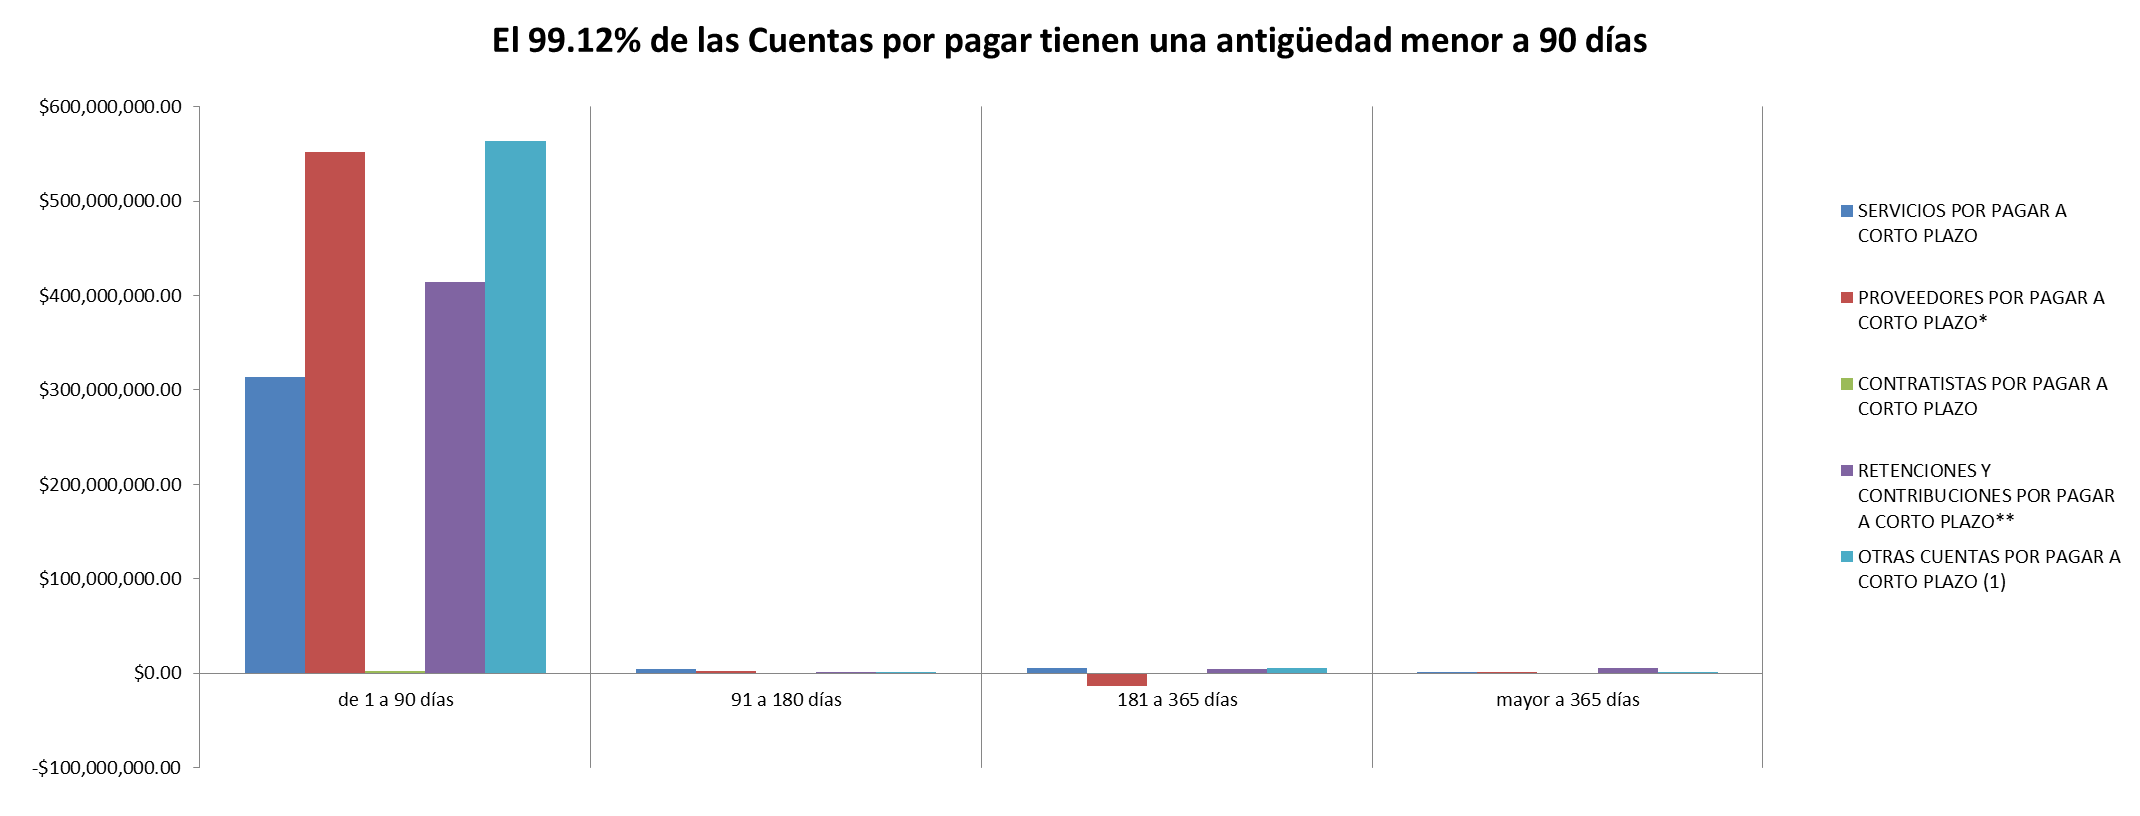 El 99.12% de las Cuentas por pagar tienen una antigüedad menor a 90 días
$600,000,000.00
$500,000,000.00
$400,000,000.00
$300,000,000.00
$200,000,000.00
$100,000,000.00
$0.00
-$100,000,000.00
de 1 a 90 días
91 a 180 días
181 a 365 días
mayor a 365 días
SERVICIOS POR PAGAR A
CORTO PLAZO
PROVEEDORES POR PAGAR A
CORTO PLAZO*
CONTRATISTAS POR PAGAR A
CORTO PLAZO
RETENCIONES Y
CONTRIBUCIONES POR PAGAR
A CORTO PLAZO**
OTRAS CUENTAS POR PAGAR A
CORTO PLAZO (1)